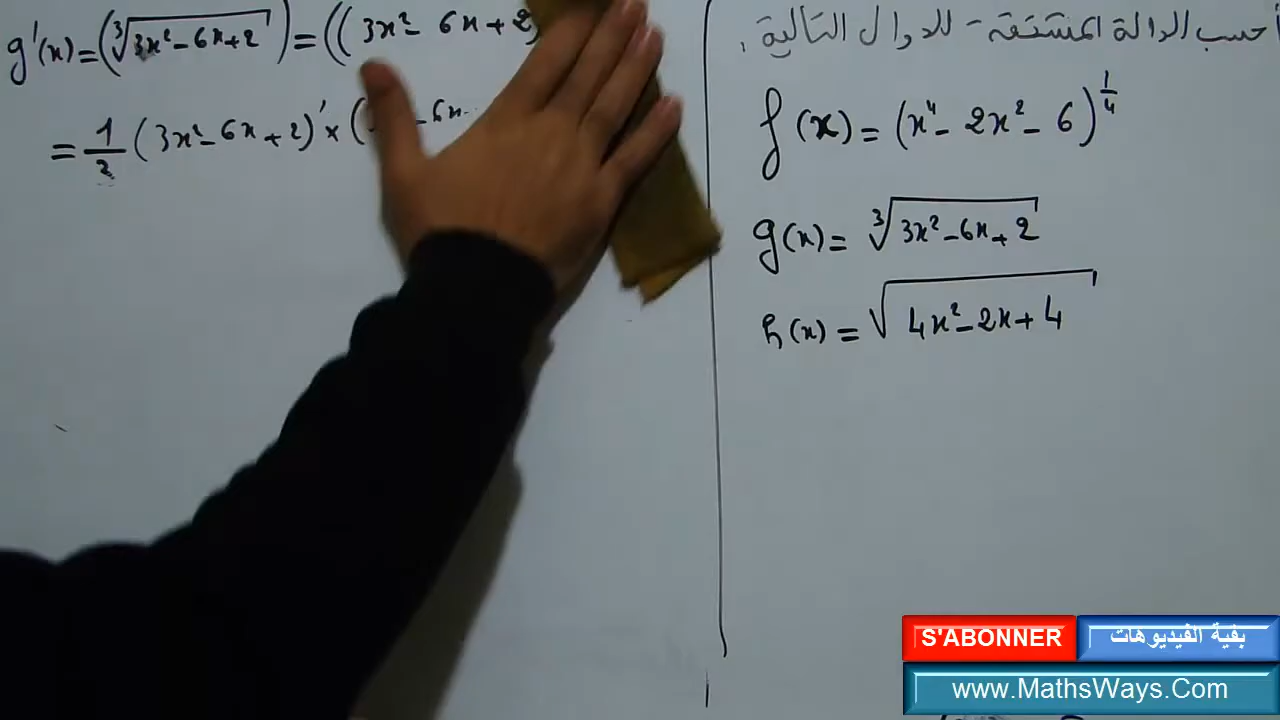 g'(x) = (∛3x² - 6x + 2)' = ((3x² - 6x + 2)
= 1/3 (3x² - 6x + 2)' × ( - 6x
أحسب الدالة المشتقة للدوال التالية
f(x) = (x⁴ - 2x² - 6)^1/4
g(x) = ∛3x² - 6x + 2
h(x) = √4x² - 2x + 4
S'ABONNER
بقية الفيديوهات
www.MathsWays.Com